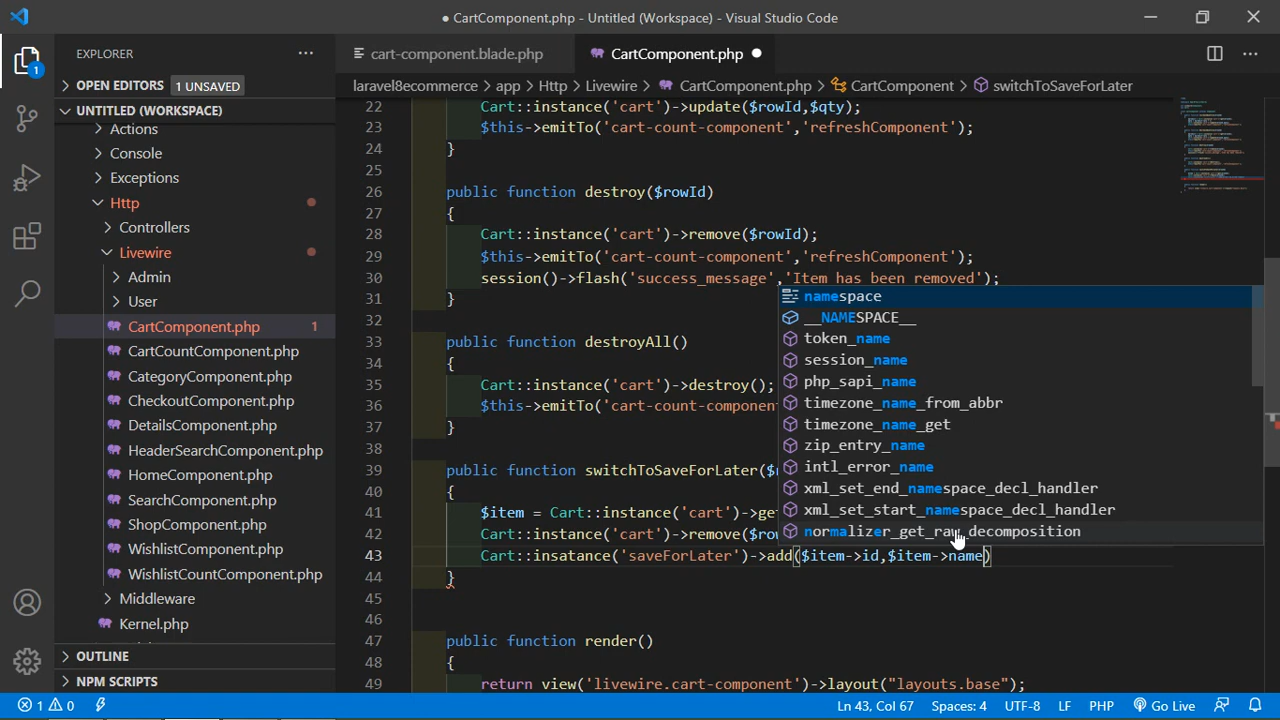 ● CartComponent.php - Untitled (Workspace) - Visual Studio Code
EXPLORER
cart-component.blade.php
CartComponent.php
OPEN EDITORS 1 UNSAVED
laravel8ecommerce > app > Http > Livewire > CartComponent.php > CartComponent > switchToSaveForLater
UNTITLED (WORKSPACE)
Actions
Console
Exceptions
Http
Controllers
Livewire
Admin
User
CartComponent.php 1
CartCountComponent.php
CategoryComponent.php
CheckoutComponent.php
DetailsComponent.php
HeaderSearchComponent.php
HomeComponent.php
SearchComponent.php
ShopComponent.php
WishlistComponent.php
WishlistCountComponent.php
Middleware
Kernel.php
OUTLINE
NPM SCRIPTS
1
22 Cart::instance('cart')->update($rowId,$qty);
23 $this->emitTo('cart-count-component','refreshComponent');
24 }
25
26 public function destroy($rowId)
27 {
28 Cart::instance('cart')->remove($rowId);
29 $this->emitTo('cart-count-component','refreshComponent');
30 session()->flash('success_message','Item has been removed');
31 }
32
33 public function destroyAll()
34 {
35 Cart::instance('cart')->destroy();
36 $this->emitTo('cart-count-component
37 }
38
39 public function switchToSaveForLater($
40 {
41 $item = Cart::instance('cart')->get
42 Cart::instance('cart')->remove($ro
43 Cart::insatance('saveForLater')->add($item->id,$item->name)
44 }
45
46
47 public function render()
48 {
49 return view('livewire.cart-component')->layout("layouts.base");
namespace
__NAMESPACE__
token_name
session_name
php_sapi_name
timezone_name_from_abbr
timezone_name_get
zip_entry_name
intl_error_name
xml_set_end_namespace_decl_handler
xml_set_start_namespace_decl_handler
normalizer_get_raw_decomposition
1 0
Ln 43, Col 67 Spaces: 4 UTF-8 LF PHP Go Live